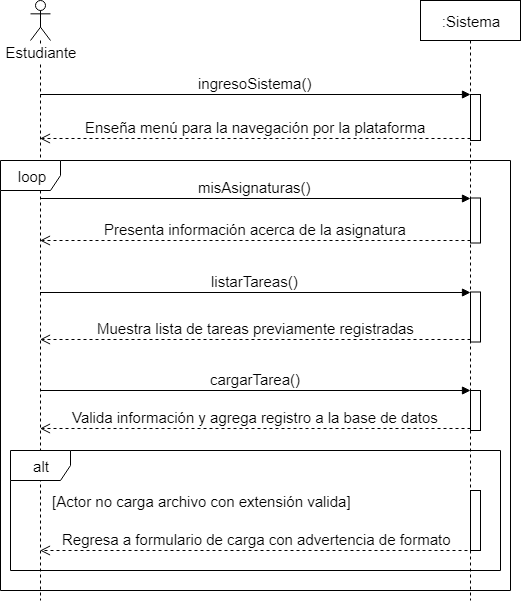 Estudiante
:Sistema
ingresoSistema()
Enseña menú para la navegación por la plataforma
loop
misAsignaturas()
Presenta información acerca de la asignatura
listarTareas()
Muestra lista de tareas previamente registradas
cargarTarea()
Valida información y agrega registro a la base de datos
alt
[Actor no carga archivo con extensión valida]
Regresa a formulario de carga con advertencia de formato